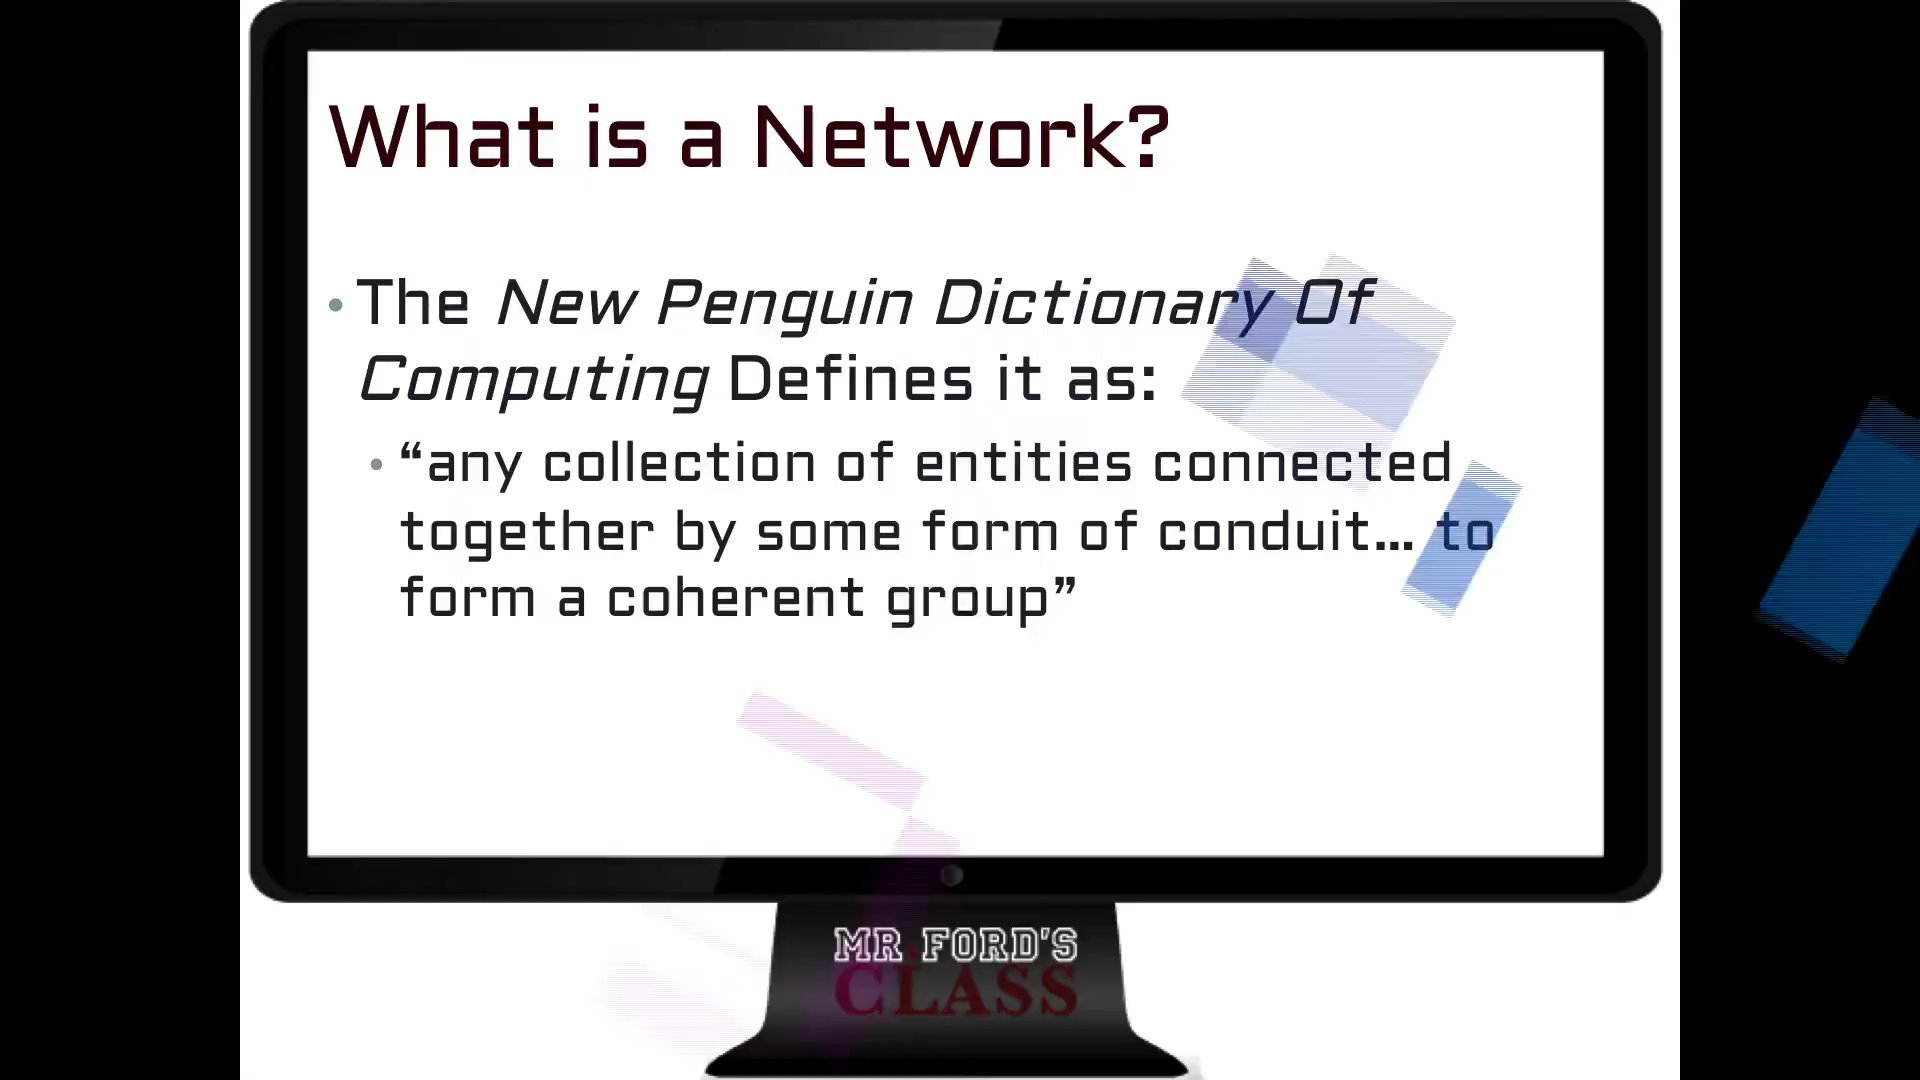 What is a Network?
• The New Penguin Dictionary Of
Computing Defines it as:
• “any collection of entities connected
together by some form of conduit... to
form a coherent group”
MR FORD'S
CLASS